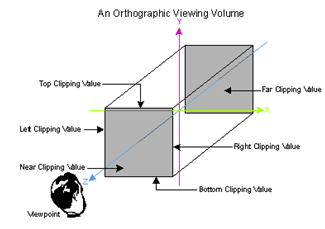 An Orthographic Viewing Volume
Y
Top Clipping Value
Far Clipping Value
X
Left Clipping Value
Right Clipping Value
Near Clipping Value
Z
Bottom Clipping Value
Viewpoint